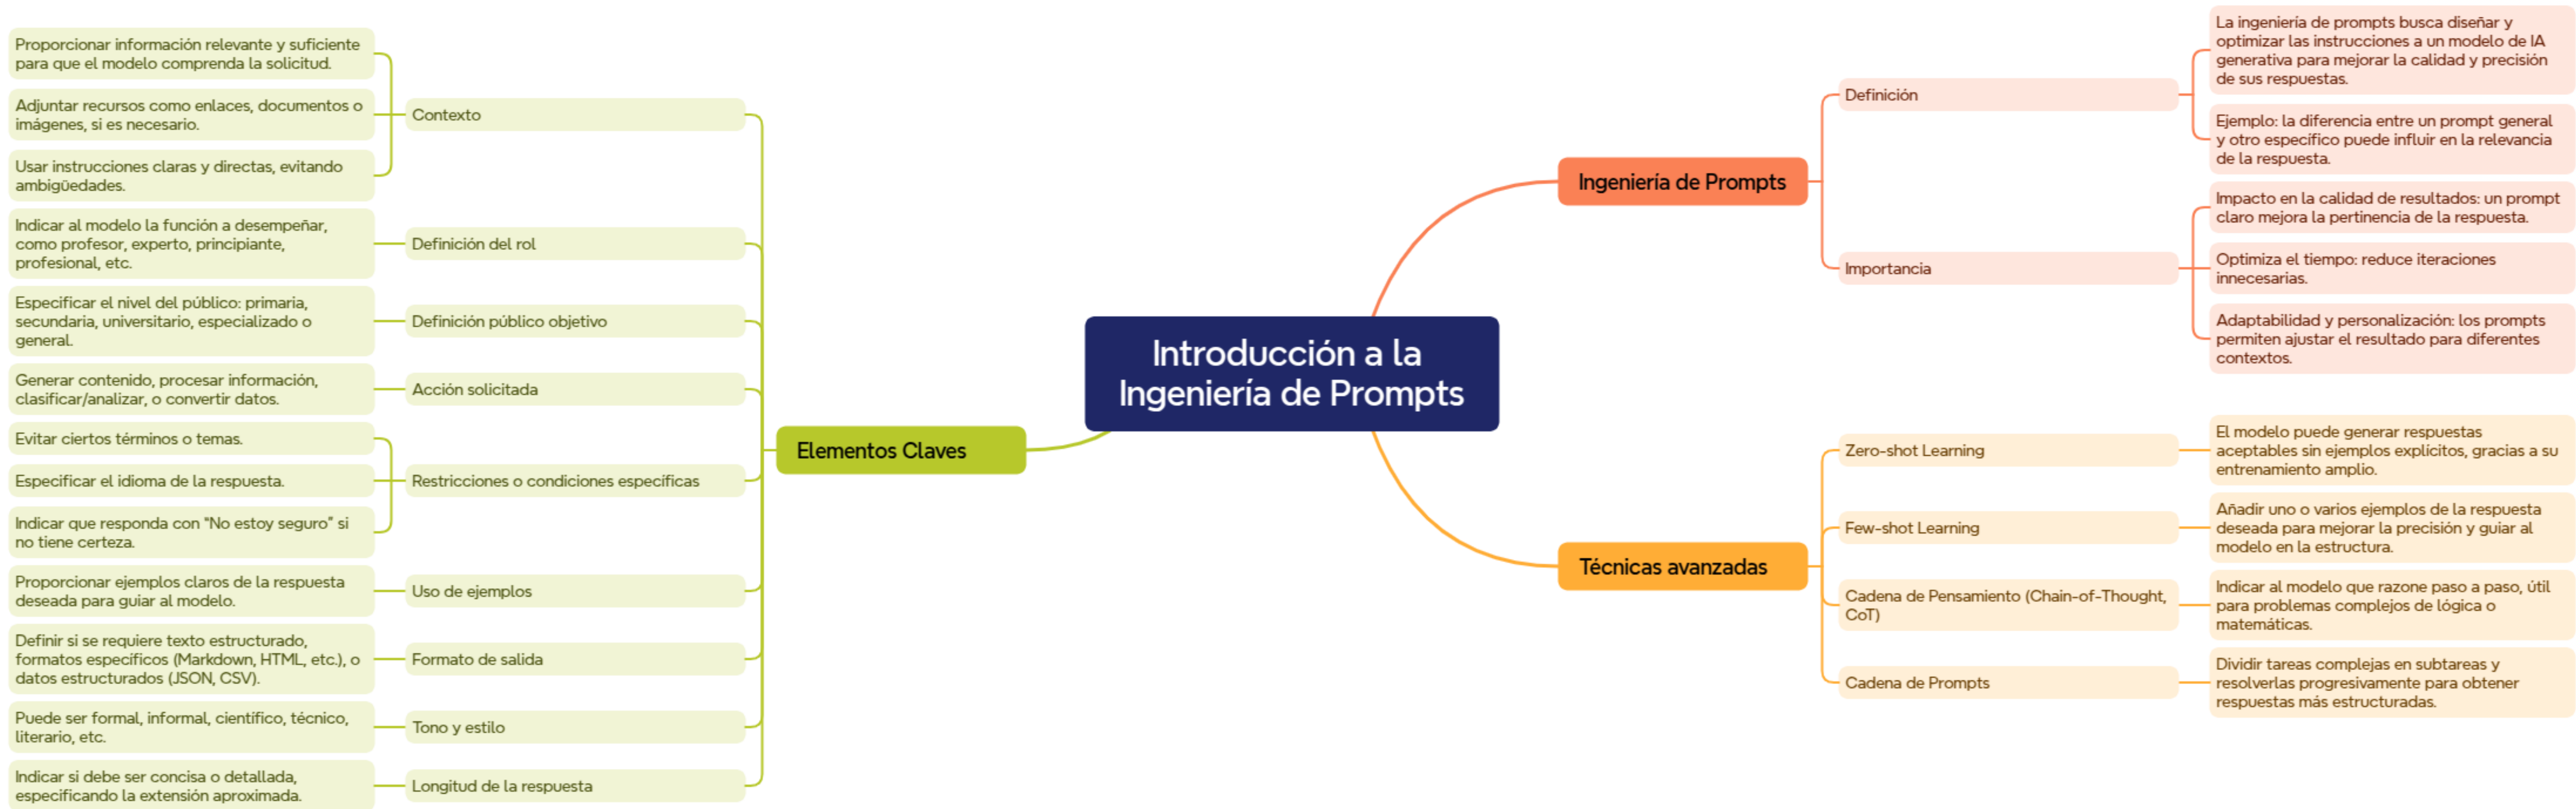 Introducción a la
Ingeniería de Prompts
Ingeniería de Prompts
Definición
La ingeniería de prompts busca diseñar y
optimizar las instrucciones a un modelo de IA
generativa para mejorar la calidad y precisión
de sus respuestas.
Ejemplo: la diferencia entre un prompt general
y otro específico puede influir en la relevancia
de la respuesta.
Importancia
Impacto en la calidad de resultados: un prompt
claro mejora la pertinencia de la respuesta.
Optimiza el tiempo: reduce iteraciones
innecesarias.
Adaptabilidad y personalización: los prompts
permiten ajustar el resultado para diferentes
contextos.
Técnicas avanzadas
Zero-shot Learning
El modelo puede generar respuestas
aceptables sin ejemplos explícitos, gracias a su
entrenamiento amplio.
Few-shot Learning
Añadir uno o varios ejemplos de la respuesta
deseada para mejorar la precisión y guiar al
modelo en la estructura.
Cadena de Pensamiento (Chain-of-Thought,
CoT)
Indicar al modelo que razone paso a paso, útil
para problemas complejos de lógica o
matemáticas.
Cadena de Prompts
Dividir tareas complejas en subtareas y
resolverlas progresivamente para obtener
respuestas más estructuradas.
Elementos Claves
Contexto
Proporcionar información relevante y suficiente
para que el modelo comprenda la solicitud.
Adjuntar recursos como enlaces, documentos o
imágenes, si es necesario.
Usar instrucciones claras y directas, evitando
ambigüedades.
Definición del rol
Indicar al modelo la función a desempeñar,
como profesor, experto, principiante,
profesional, etc.
Definición público objetivo
Especificar el nivel del público: primaria,
secundaria, universitario, especializado o
general.
Acción solicitada
Generar contenido, procesar información,
clasificar/analizar, o convertir datos.
Restricciones o condiciones específicas
Evitar ciertos términos o temas.
Especificar el idioma de la respuesta.
Indicar que responda con "No estoy seguro" si
no tiene certeza.
Uso de ejemplos
Proporcionar ejemplos claros de la respuesta
deseada para guiar al modelo.
Formato de salida
Definir si se requiere texto estructurado,
formatos específicos (Markdown, HTML, etc.), o
datos estructurados (JSON, CSV).
Tono y estilo
Puede ser formal, informal, científico, técnico,
literario, etc.
Longitud de la respuesta
Indicar si debe ser concisa o detallada,
especificando la extensión aproximada.